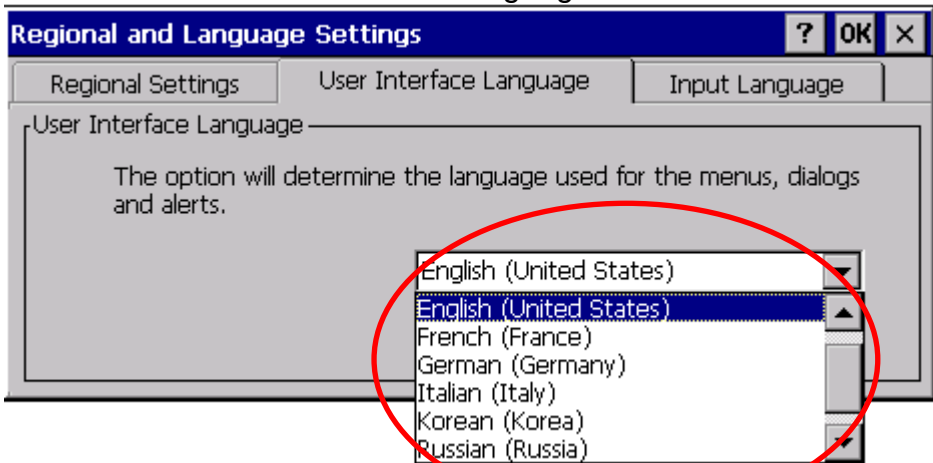 Regional and Language Settings ? OK ×
Regional Settings User Interface Language Input Language
User Interface Language
The option will determine the language used for the menus, dialogs
and alerts.
English (United States)
English (United States)
French (France)
German (Germany)
Italian (Italy)
Korean (Korea)
Russian (Russia)